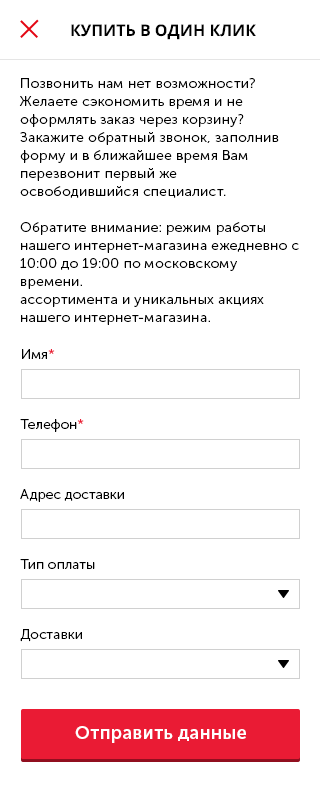 КУПИТЬ В ОДИН КЛИК
Позвонить нам нет возможности?
Желаете сэкономить время и не
оформлять заказ через корзину?
Закажите обратный звонок, заполнив
форму и в ближайшее время Вам
перезвонит первый же
освободившийся специалист.
Обратите внимание: режим работы
нашего интернет-магазина ежедневно с
10:00 до 19:00 по московскому
времени.
ассортимента и уникальных акциях
нашего интернет-магазина.
Имя*
Телефон*
Адрес доставки
Тип оплаты
Доставки
Отправить данные